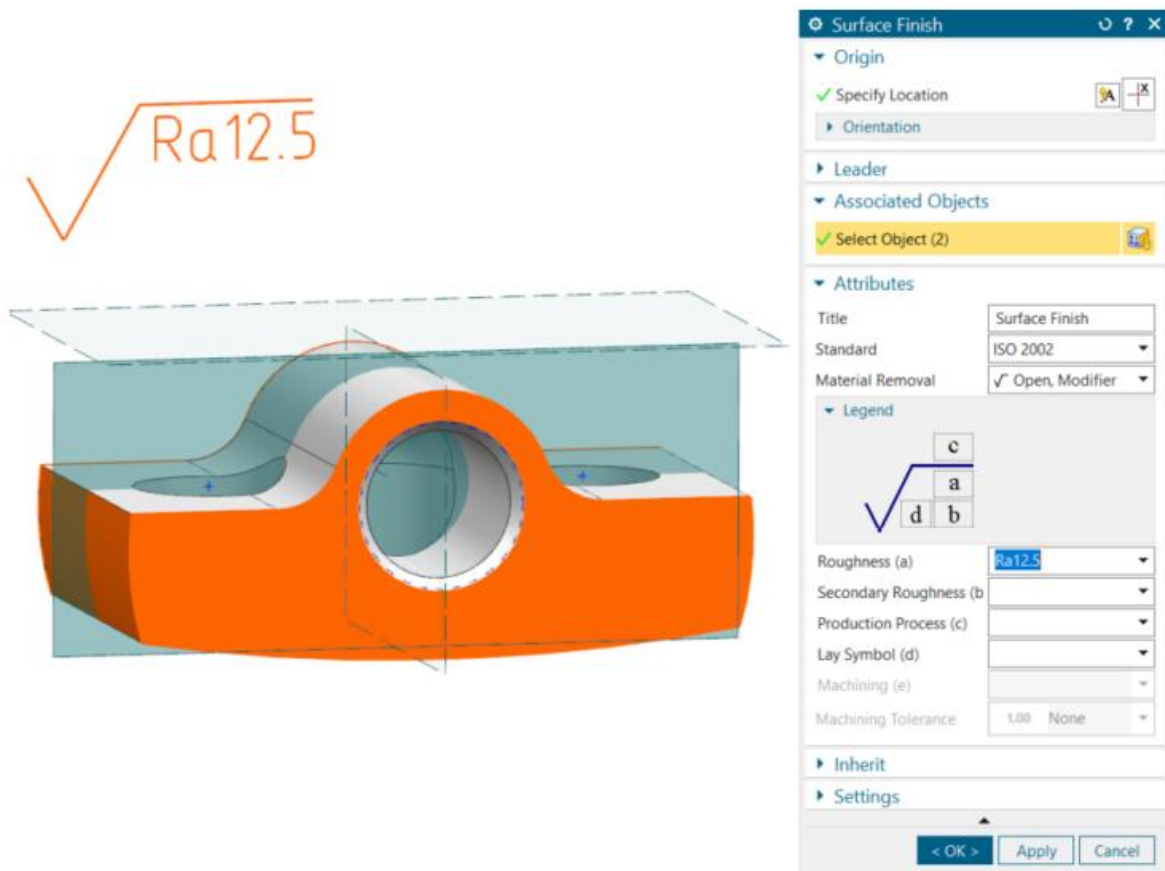 Ra12.5
Surface Finish
Origin
Specify Location
Orientation
Leader
Associated Objects
Select Object (2)
Attributes
Title Surface Finish
Standard ISO 2002
Material Removal √ Open, Modifier
Legend
c
a
d b
Roughness (a) Ra12.5
Secondary Roughness (b
Production Process (c)
Lay Symbol (d)
Machining (e)
Machining Tolerance 1.00 None
Inherit
Settings
< OK > Apply Cancel